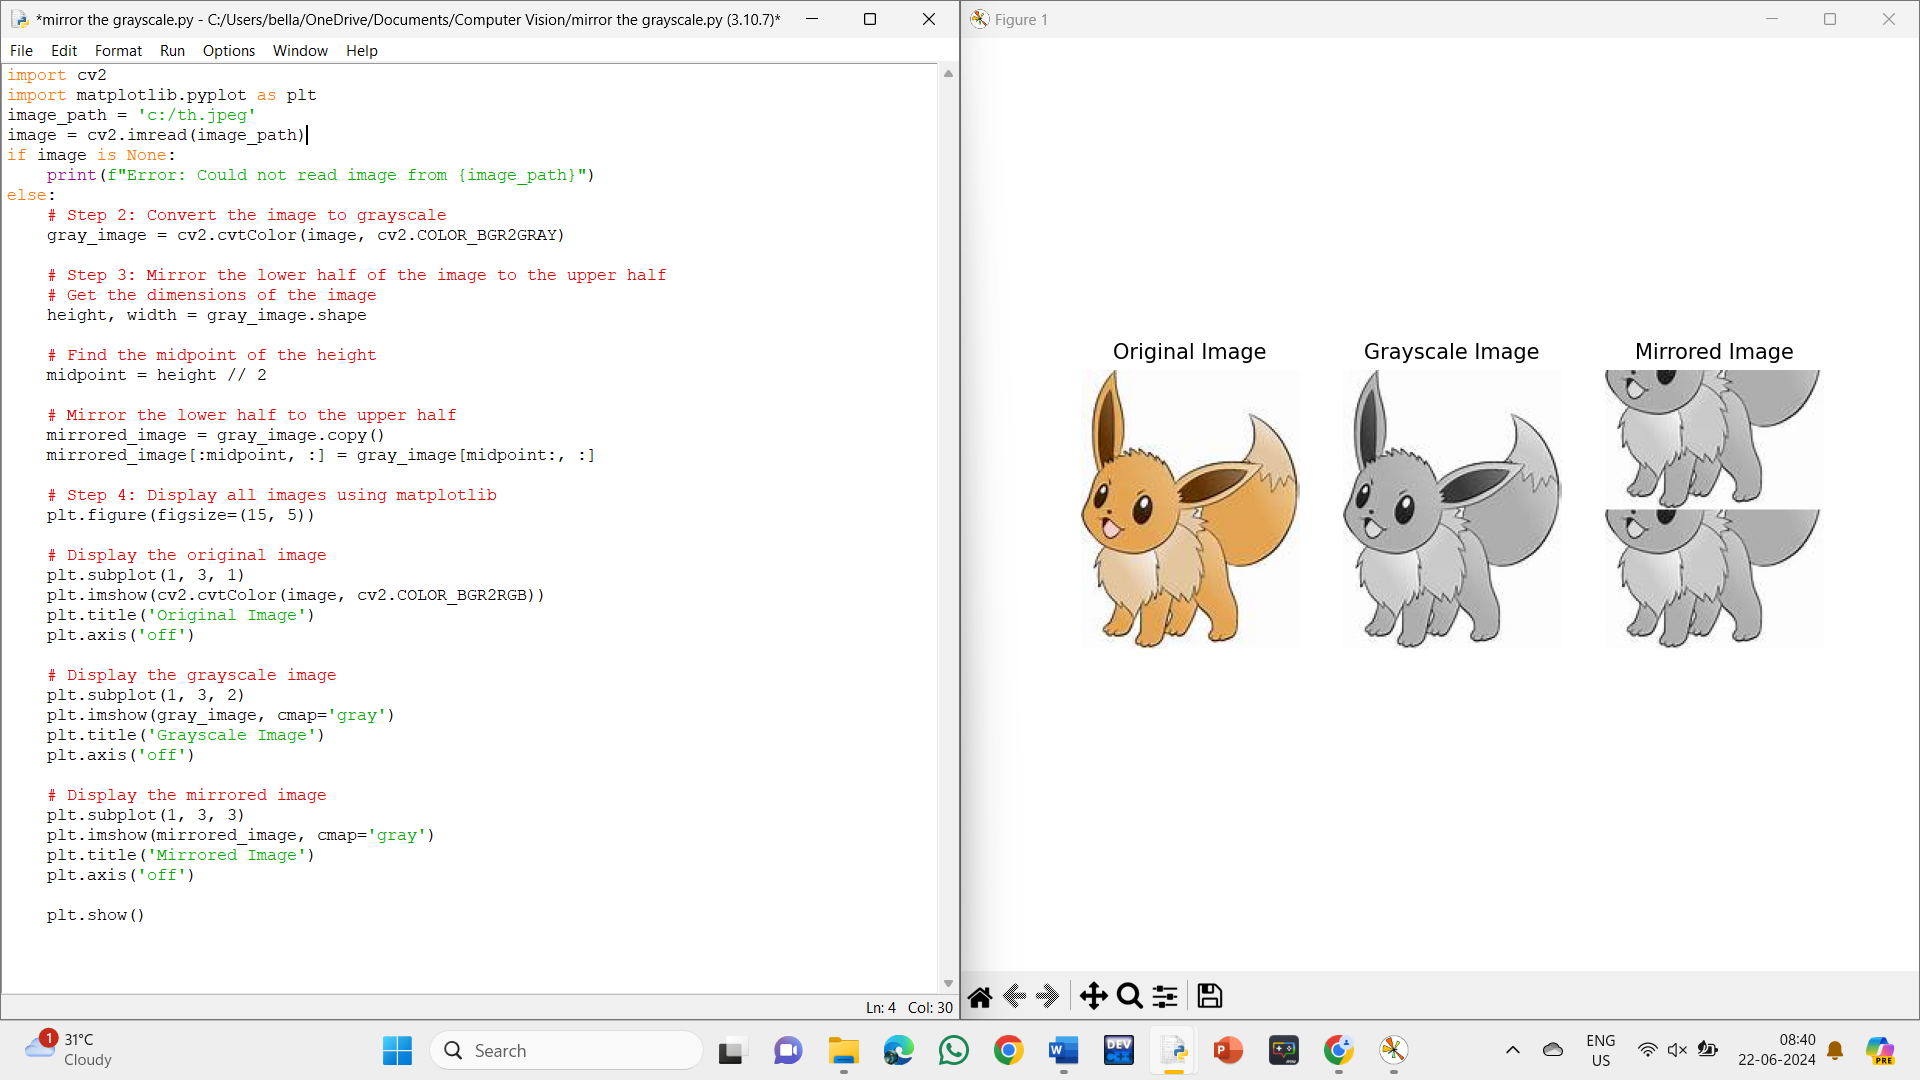 *mirror the grayscale.py - C:/Users/bella/OneDrive/Documents/Computer Vision/mirror the grayscale.py (3.10.7)*
File Edit Format Run Options Window Help
import cv2
import matplotlib.pyplot as plt
image_path = 'c:/th.jpeg'
image = cv2.imread(image_path)
if image is None:
    print(f"Error: Could not read image from {image_path}")
else:
    # Step 2: Convert the image to grayscale
    gray_image = cv2.cvtColor(image, cv2.COLOR_BGR2GRAY)

    # Step 3: Mirror the lower half of the image to the upper half
    # Get the dimensions of the image
    height, width = gray_image.shape

    # Find the midpoint of the height
    midpoint = height // 2

    # Mirror the lower half to the upper half
    mirrored_image = gray_image.copy()
    mirrored_image[:midpoint, :] = gray_image[midpoint:, :]

    # Step 4: Display all images using matplotlib
    plt.figure(figsize=(15, 5))

    # Display the original image
    plt.subplot(1, 3, 1)
    plt.imshow(cv2.cvtColor(image, cv2.COLOR_BGR2RGB))
    plt.title('Original Image')
    plt.axis('off')

    # Display the grayscale image
    plt.subplot(1, 3, 2)
    plt.imshow(gray_image, cmap='gray')
    plt.title('Grayscale Image')
    plt.axis('off')

    # Display the mirrored image
    plt.subplot(1, 3, 3)
    plt.imshow(mirrored_image, cmap='gray')
    plt.title('Mirrored Image')
    plt.axis('off')

    plt.show()
Ln: 4 Col: 30
Figure 1
Original Image Grayscale Image Mirrored Image
1
31°C
Cloudy
Search
W
DEV
C++
P
PRE
ENG
US
08:40
22-06-2024